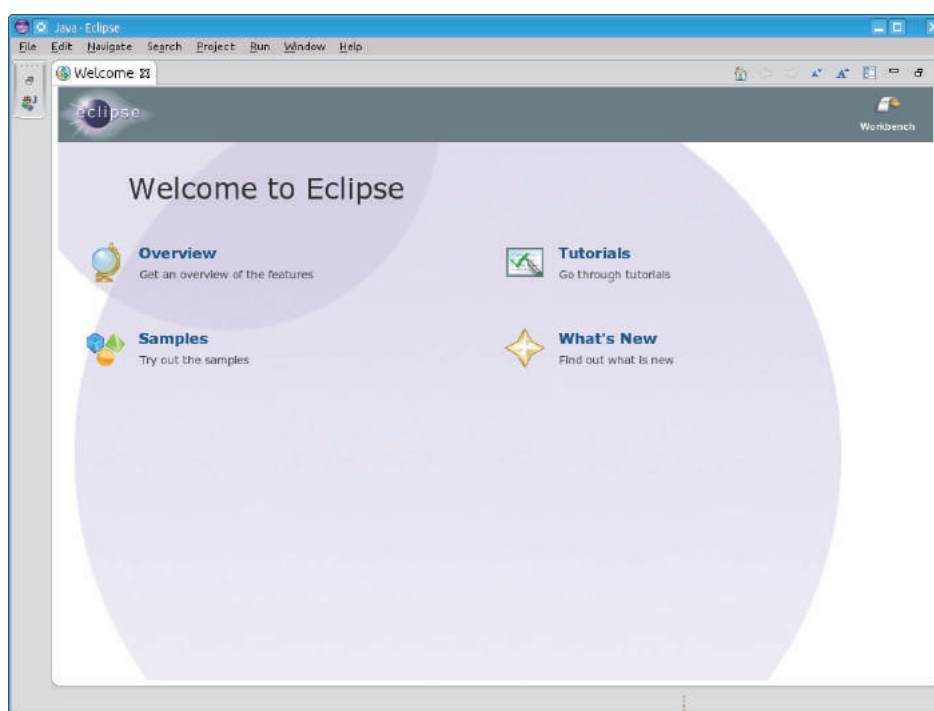 Java - Eclipse
File Edit Navigate Search Project Run Window Help
Welcome
eclipse
Workbench
Welcome to Eclipse
Overview
Get an overview of the features
Tutorials
Go through tutorials
Samples
Try out the samples
What's New
Find out what is new